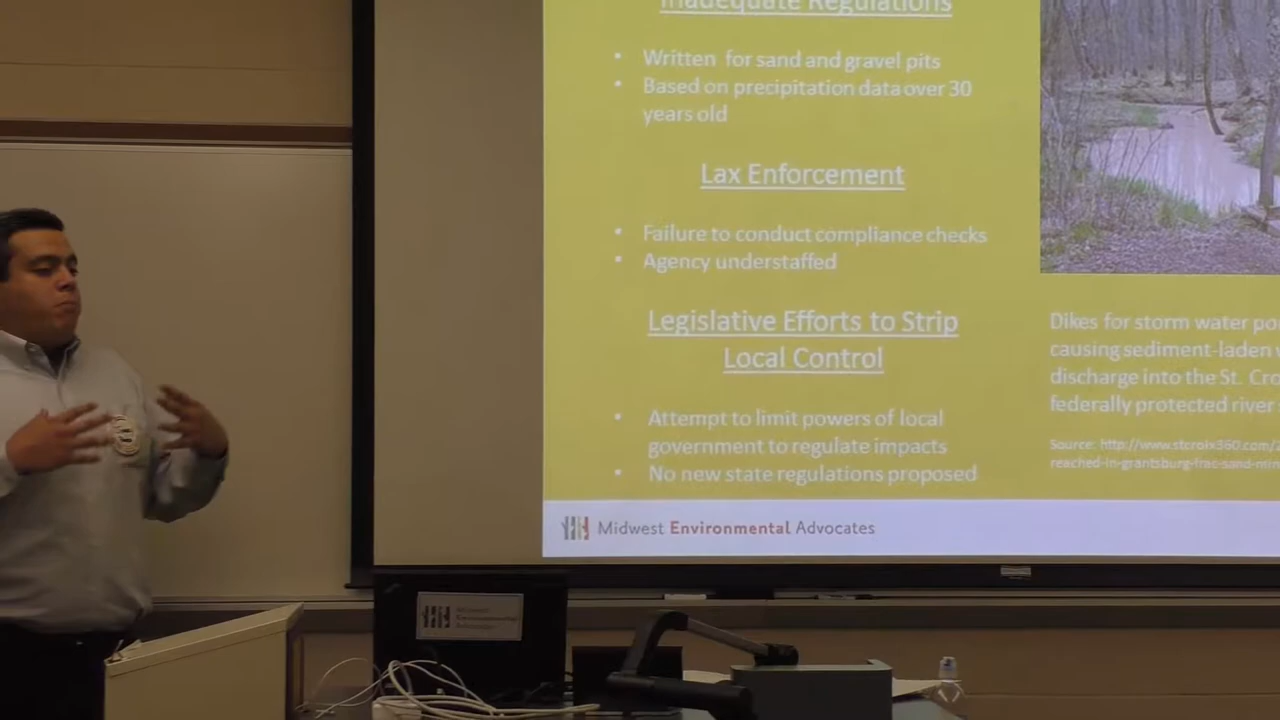 Inadequate Regulations
• Written for sand and gravel pits
• Based on precipitation data over 30
years old
Lax Enforcement
• Failure to conduct compliance checks
• Agency understaffed
Legislative Efforts to Strip
Local Control
• Attempt to limit powers of local
government to regulate impacts
• No new state regulations proposed
Dikes for storm water
causing sediment-laden
discharge into the St.
federally protected river
Source: http://www.stcroix360.com/
reached-in-grantsburg-frac-sand-
Midwest Environmental Advocates
Midwest
Environmental
Advocates